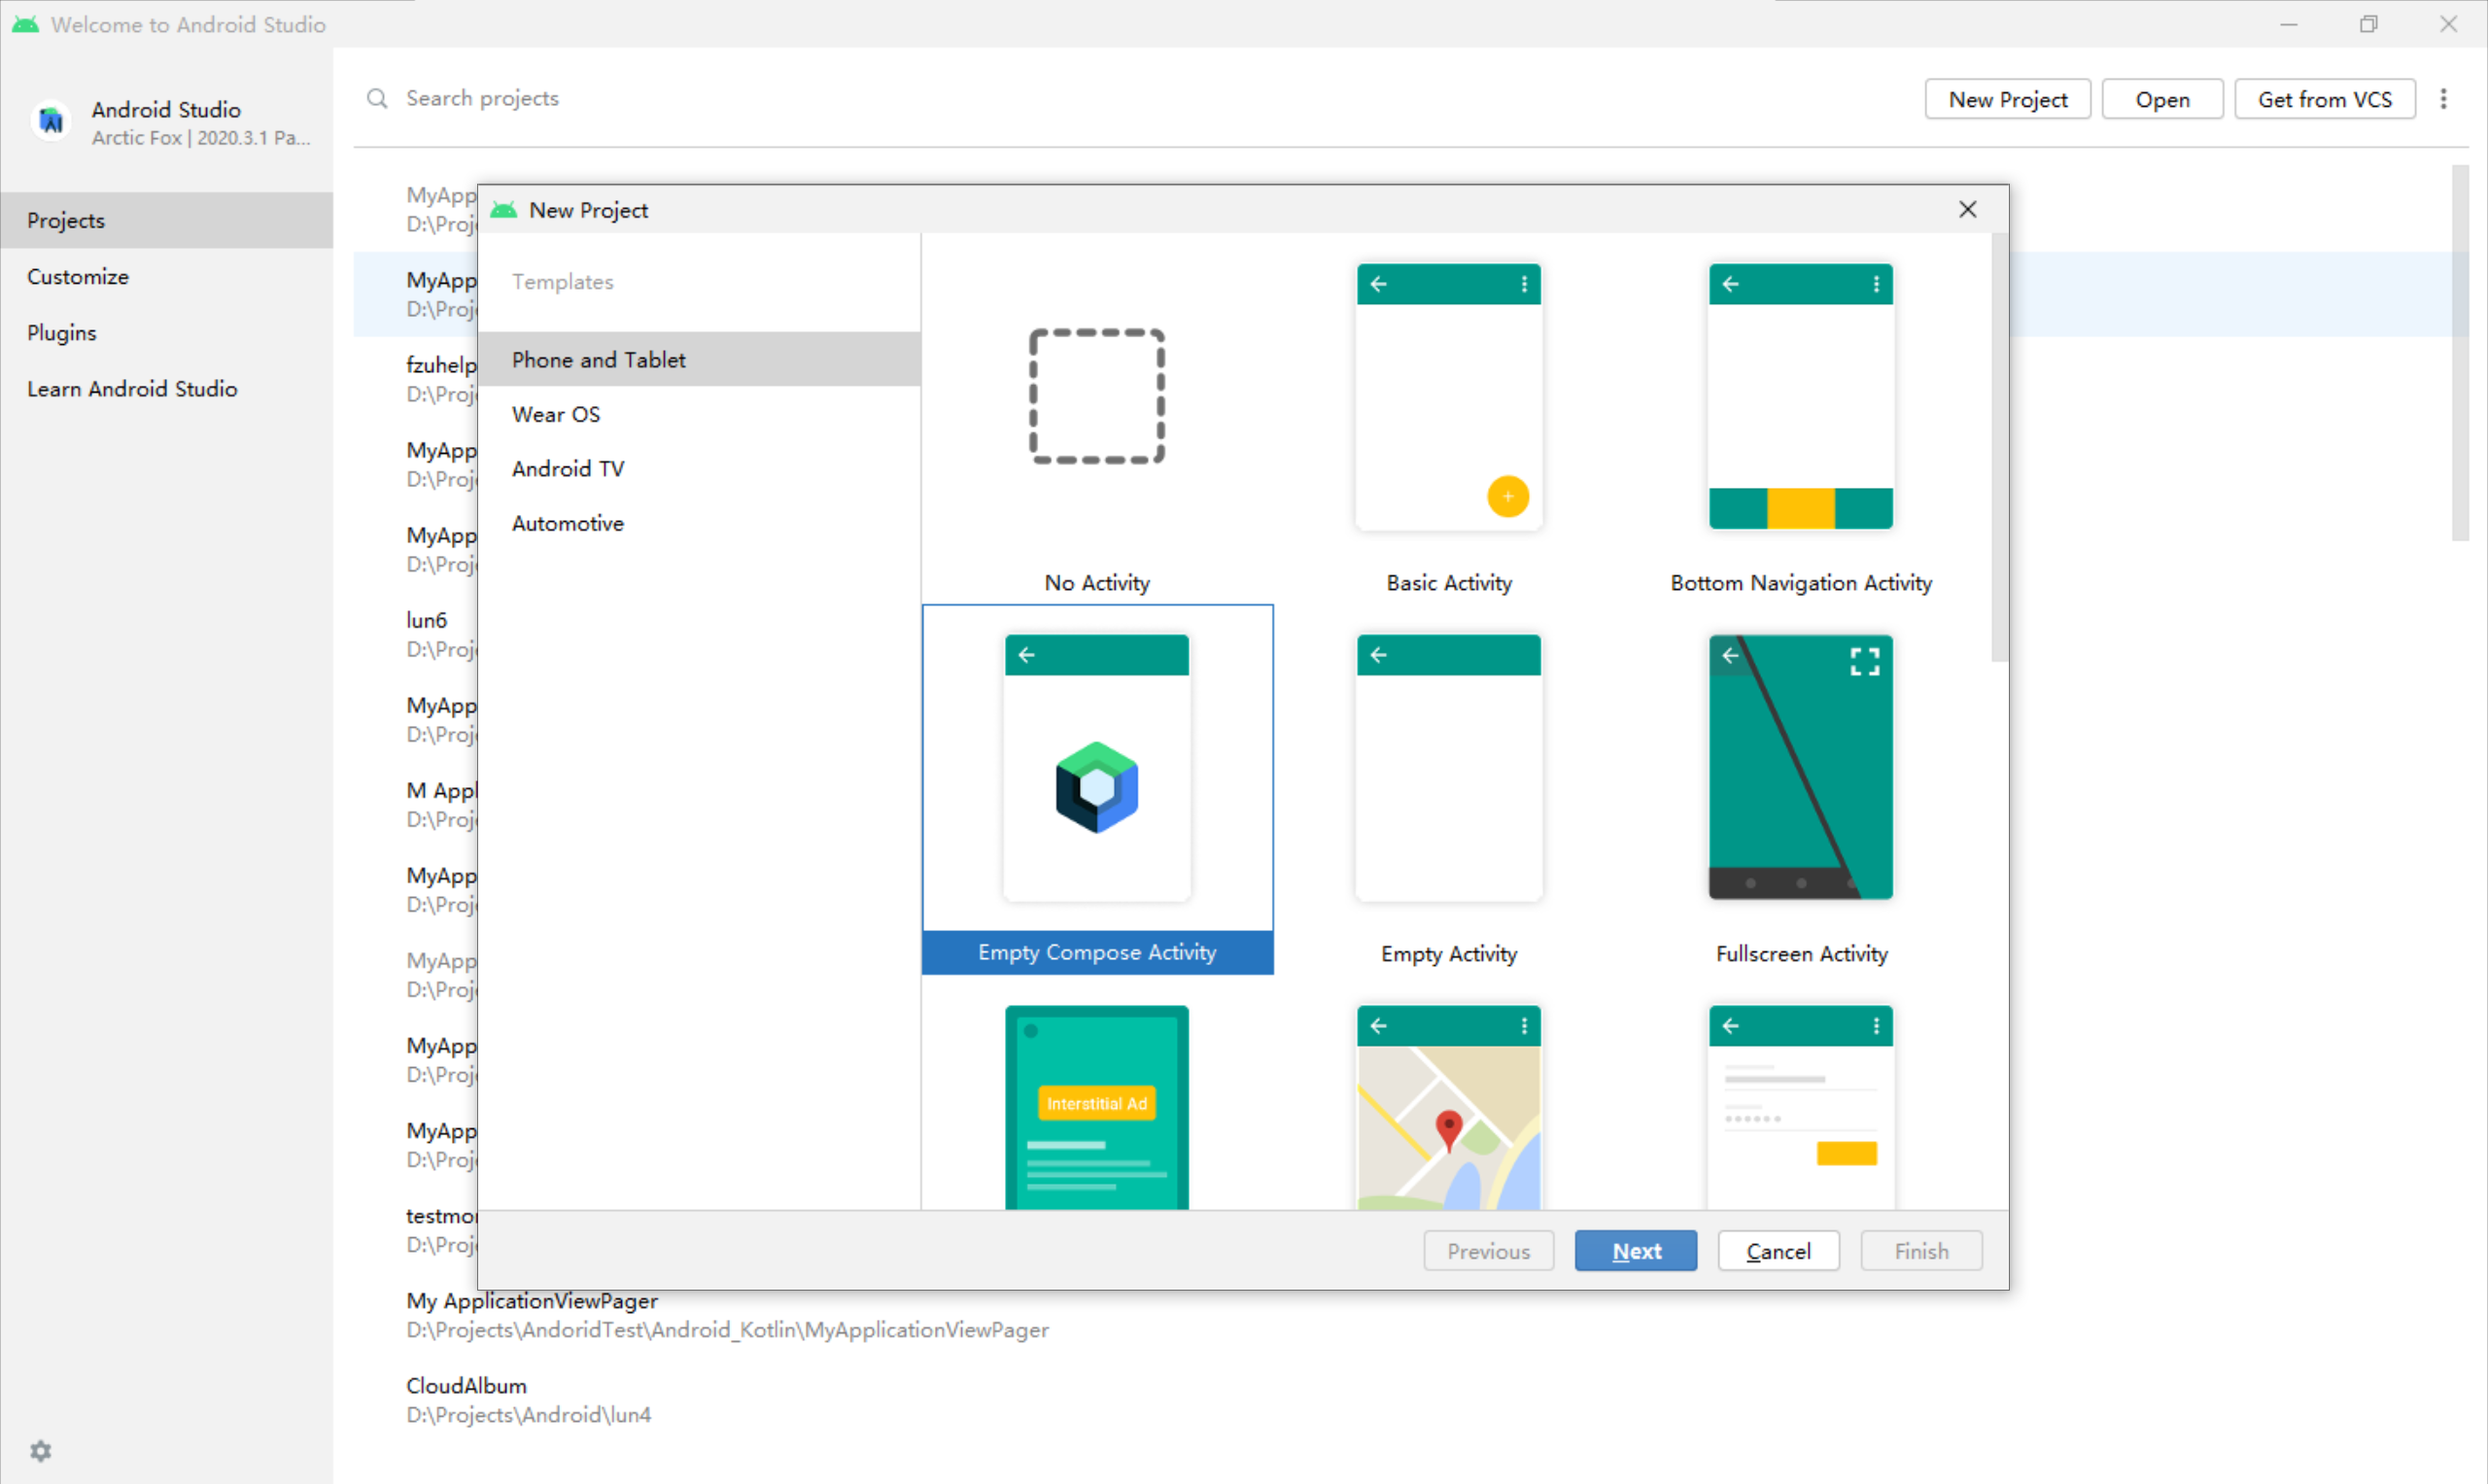 Welcome to Android Studio
Android Studio
Arctic Fox | 2020.3.1 Pa...
Projects
Customize
Plugins
Learn Android Studio
Search projects
New Project
Open
Get from VCS
MyApp
D:\Proj
MyApp
D:\Proj
fzuhelp
D:\Proj
MyApp
D:\Proj
MyApp
D:\Proj
lun6
D:\Proj
MyApp
D:\Proj
M Appl
D:\Proj
MyApp
D:\Proj
MyApp
D:\Proj
MyApp
D:\Proj
MyApp
D:\Proj
testmo
D:\Proj
My ApplicationViewPager
D:\Projects\AndoridTest\Android_Kotlin\MyApplicationViewPager
CloudAlbum
D:\Projects\Android\lun4
New Project
Templates
Phone and Tablet
Wear OS
Android TV
Automotive
No Activity
Basic Activity
Bottom Navigation Activity
Empty Compose Activity
Empty Activity
Fullscreen Activity
Interstitial Ad
Previous
Next
Cancel
Finish